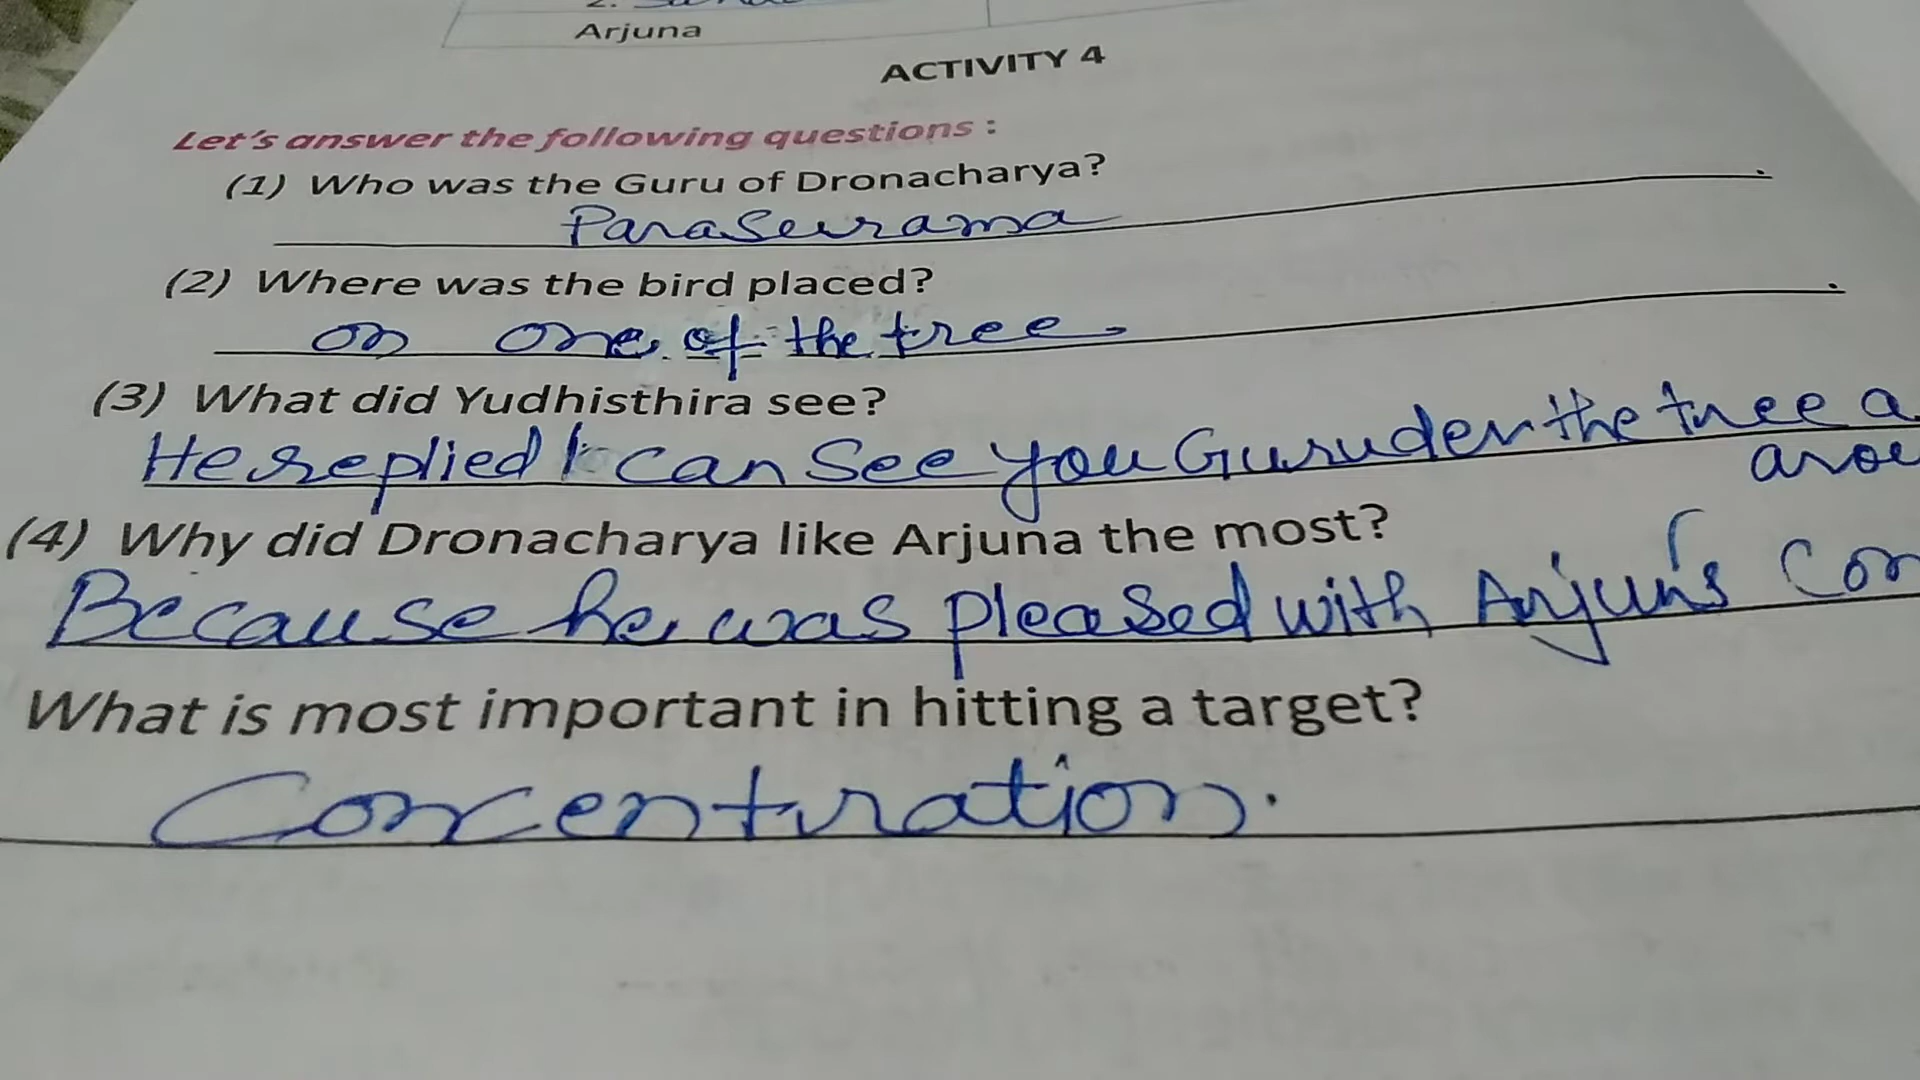 Arjuna
ACTIVITY 4
Let's answer the following questions :
(1) Who was the Guru of Dronacharya?
Parasurama
(2) Where was the bird placed?
on one of the tree
(3) What did Yudhisthira see?
He replied I can see you Gurudev the tree a
(4) Why did Dronacharya like Arjuna the most?
Because he was pleased with Arjun's Con
What is most important in hitting a target?
Concentration.